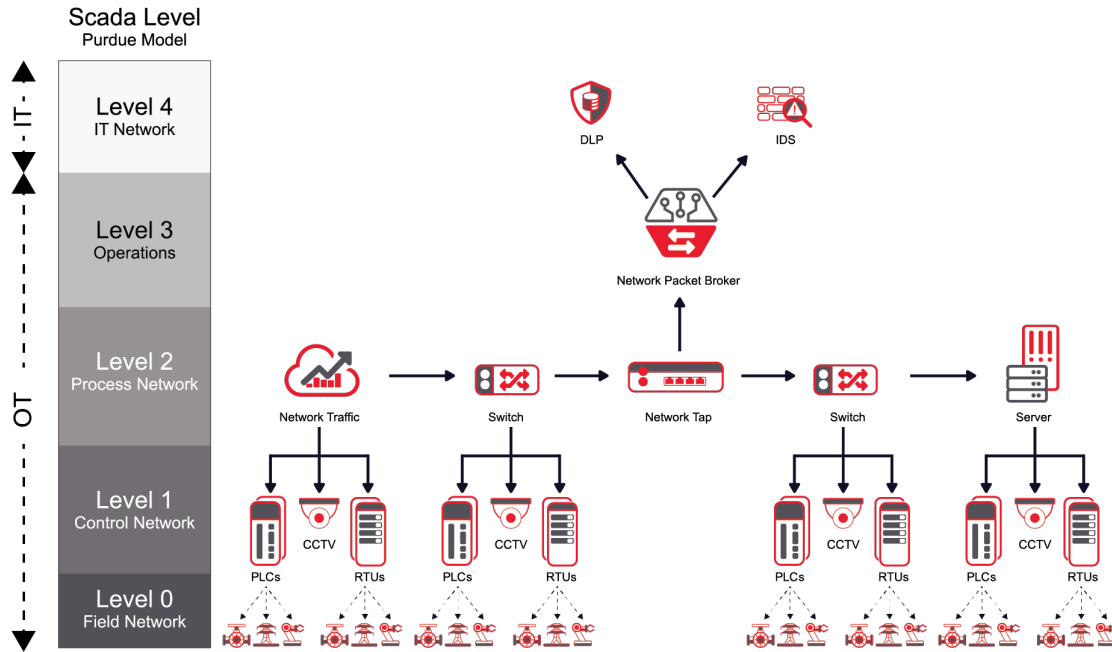 Scada Level
Purdue Model
IT
Level 4
IT Network
DLP
IDS
Level 3
Operations
Network Packet Broker
OT
Level 2
Process Network
Network Traffic
Switch
Network Tap
Switch
Server
Level 1
Control Network
CCTV
CCTV
CCTV
CCTV
PLCs
RTUs
PLCs
RTUs
PLCs
RTUs
PLCs
RTUs
Level 0
Field Network